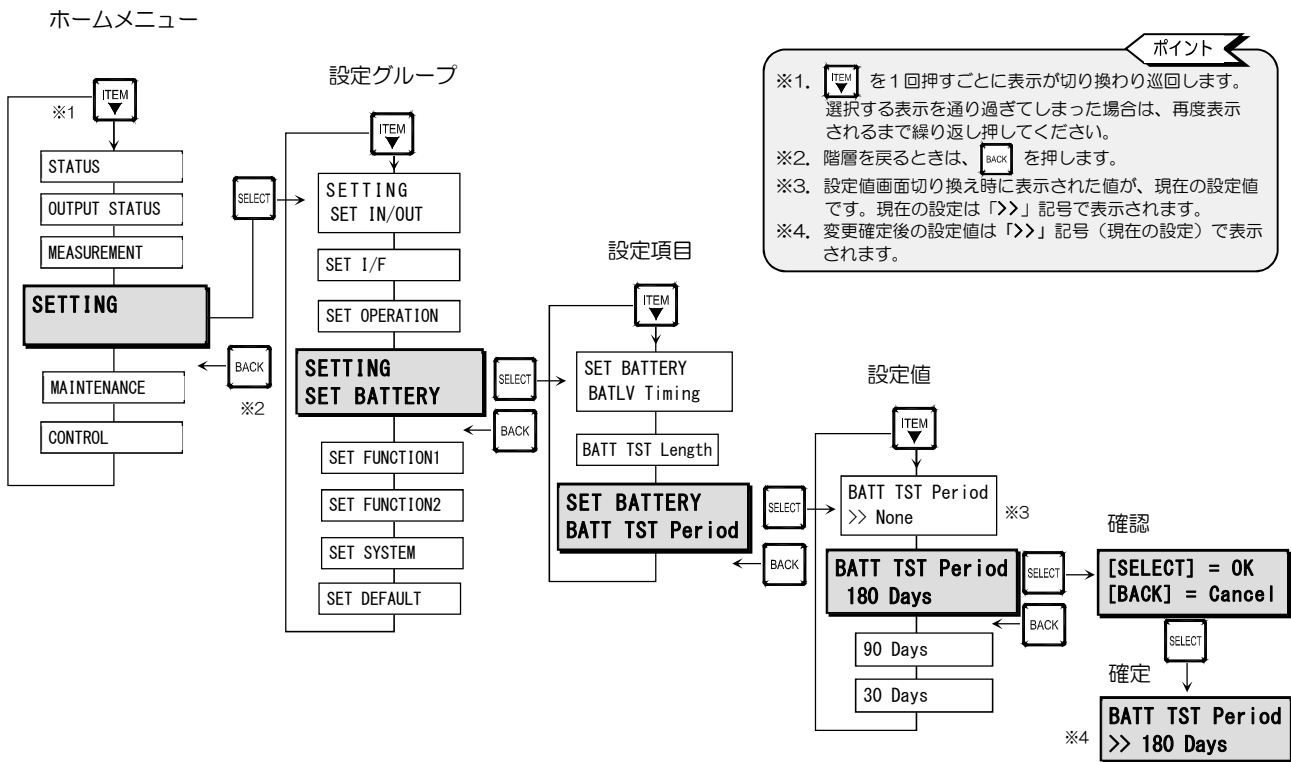 ホームメニュー
ITEM
※1
STATUS
OUTPUT STATUS
MEASUREMENT
SETTING
MAINTENANCE
CONTROL
SELECT
BACK
※2
設定グループ
ITEM
SETTING
SET IN/OUT
SET I/F
SET OPERATION
SETTING
SET BATTERY
SET FUNCTION1
SET FUNCTION2
SET SYSTEM
SET DEFAULT
SELECT
BACK
設定項目
ITEM
SET BATTERY
BATLV Timing
BATT TST Length
SET BATTERY
BATT TST Period
SELECT
BACK
設定値
ITEM
BATT TST Period
>> None
※3
BATT TST Period
180 Days
90 Days
30 Days
SELECT
BACK
確認
[SELECT] = OK
[BACK] = Cancel
SELECT
確定
BATT TST Period
>> 180 Days
※4
ポイント
※1. ITEM を1回押すごとに表示が切り換わり巡回します。
選択する表示を通り過ぎてしまった場合は、再度表示
されるまで繰り返し押してください。
※2. 階層を戻るときは、 BACK を押します。
※3. 設定値画面切り換え時に表示された値が、現在の設定値
です。現在の設定は「>>」記号で表示されます。
※4. 変更確定後の設定値は「>>」記号（現在の設定）で表示
されます。